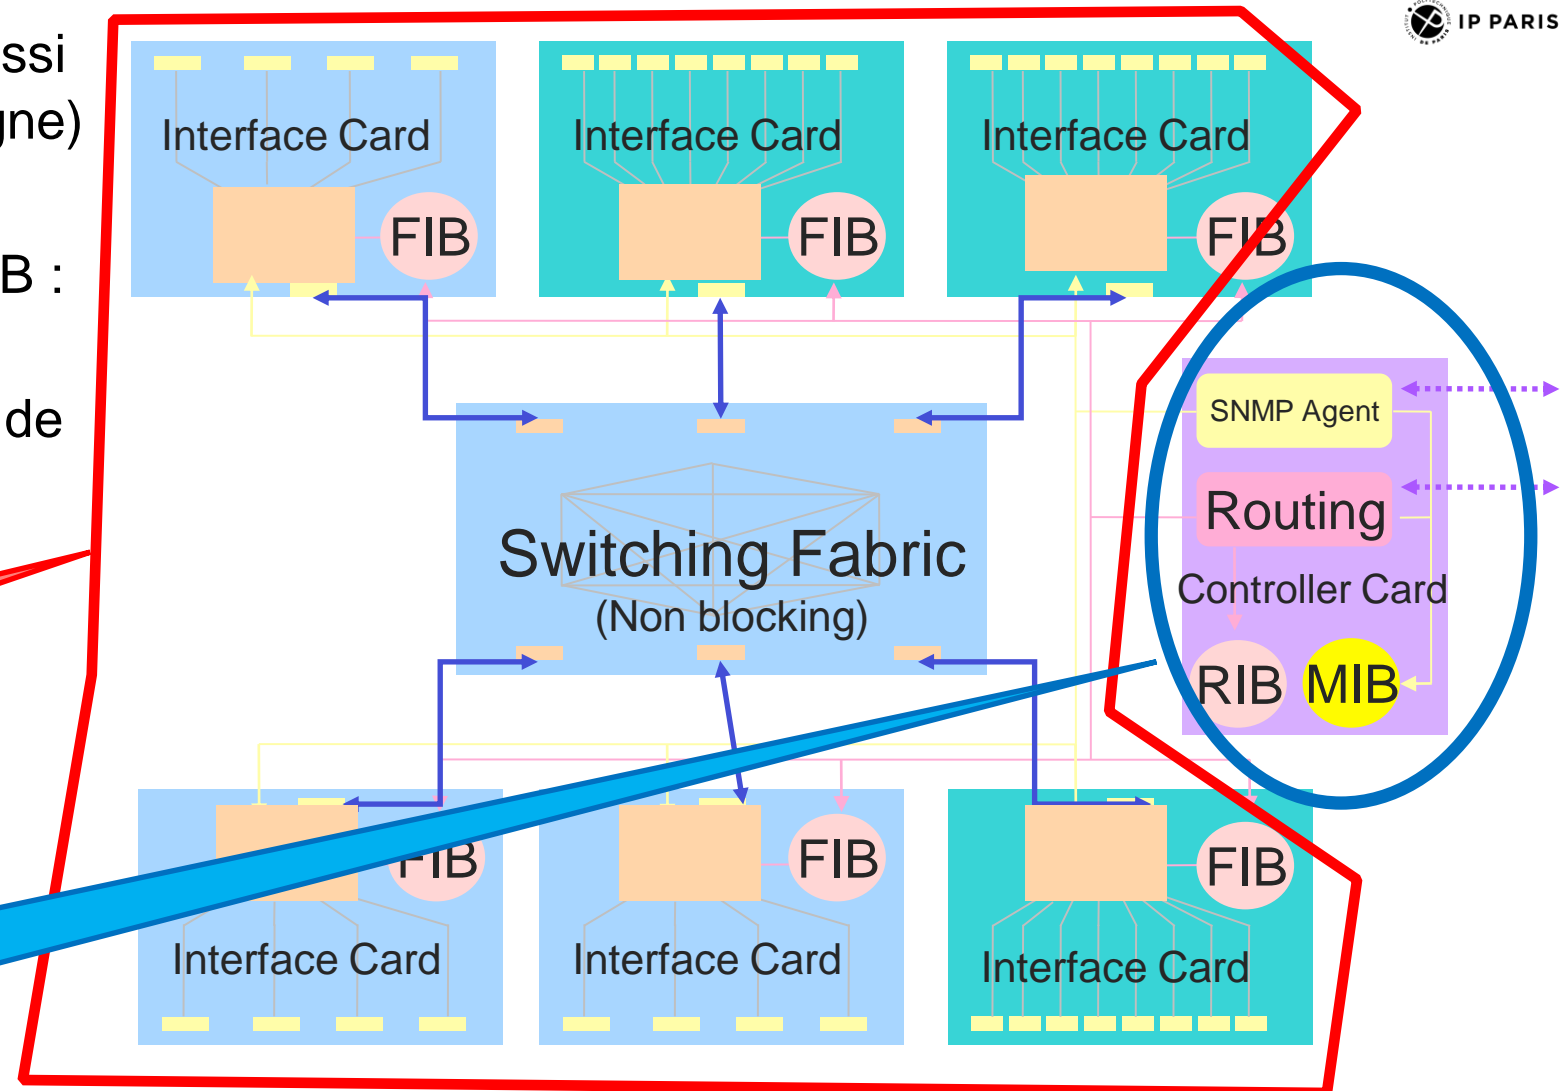 IP PARIS
ssi
gne)
B :
de
Interface Card
Interface Card
Interface Card
FIB
FIB
FIB
SNMP Agent
Routing
Controller Card
RIB
MIB
Switching Fabric
(Non blocking)
FIB
FIB
FIB
Interface Card
Interface Card
Interface Card